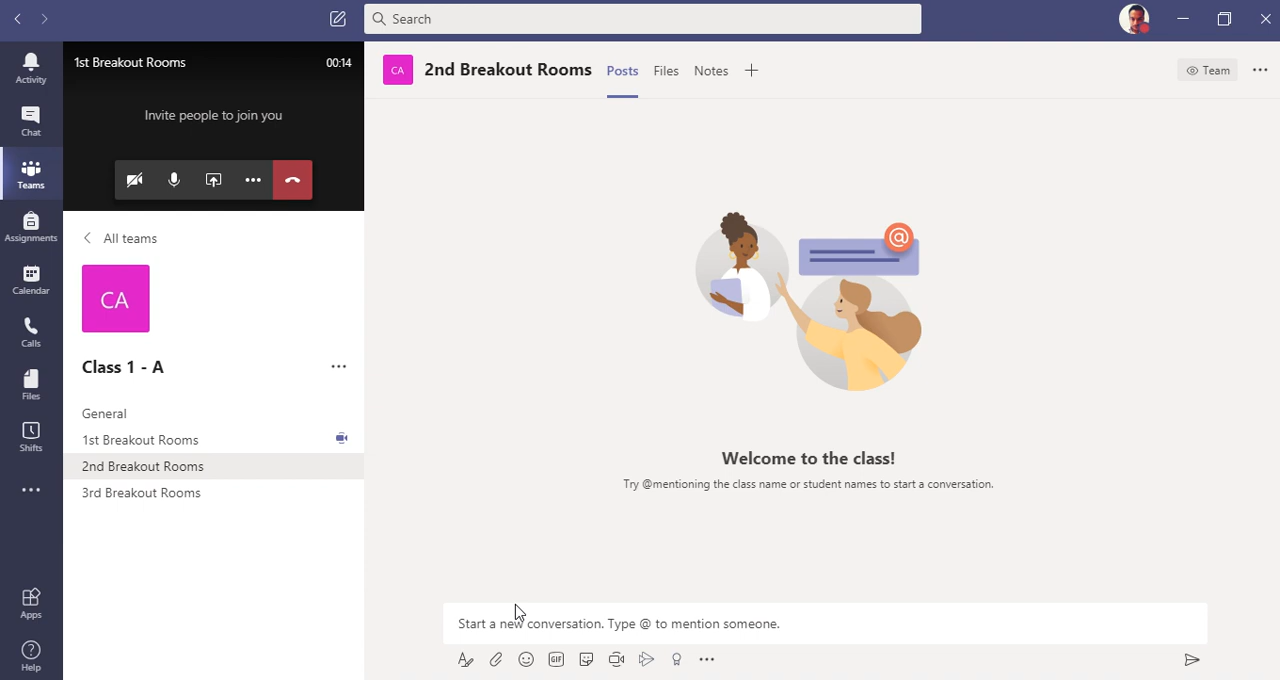 Search
Activity
Chat
Teams
Assignments
Calendar
Calls
Files
Shifts
Apps
Help
1st Breakout Rooms 00:14
Invite people to join you
All teams
CA
Class 1 - A
General
1st Breakout Rooms
2nd Breakout Rooms
3rd Breakout Rooms
CA 2nd Breakout Rooms Posts Files Notes Team
@
Welcome to the class!
Try @mentioning the class name or student names to start a conversation.
Start a new conversation. Type @ to mention someone.
GIF